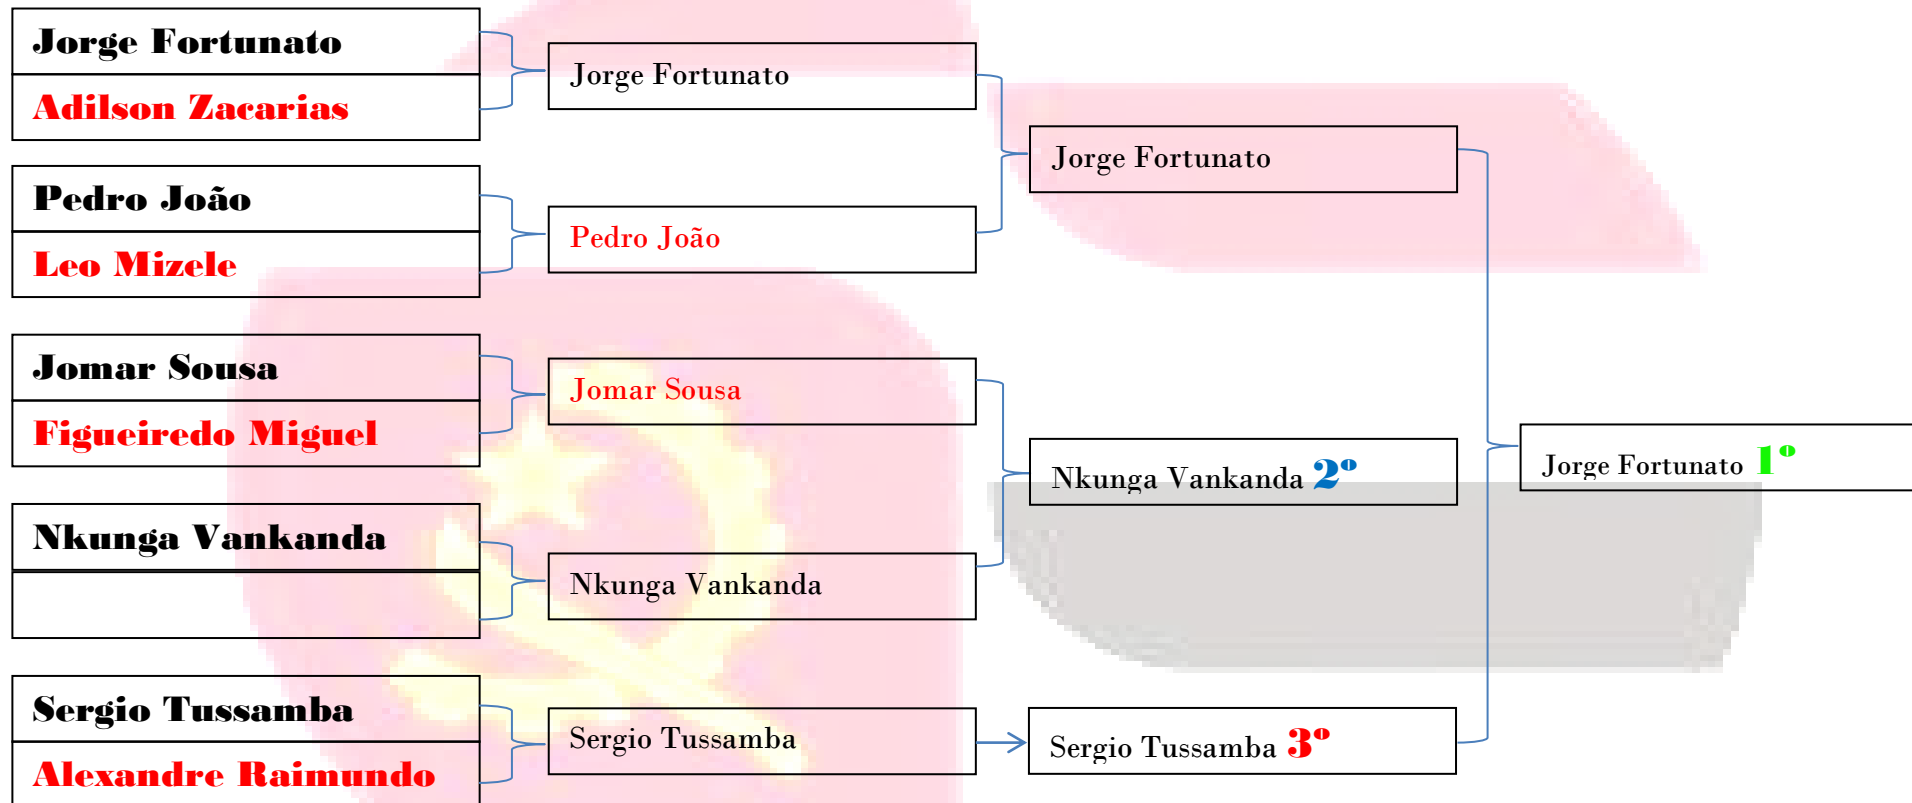 Jorge Fortunato
Adilson Zacarias
Pedro João
Leo Mizele
Jomar Sousa
Figueiredo Miguel
Nkunga Vankanda
Sergio Tussamba
Alexandre Raimundo
Jorge Fortunato
Pedro João
Jomar Sousa
Nkunga Vankanda
Sergio Tussamba
Jorge Fortunato
Nkunga Vankanda 2º
Sergio Tussamba 3º
Jorge Fortunato 1º